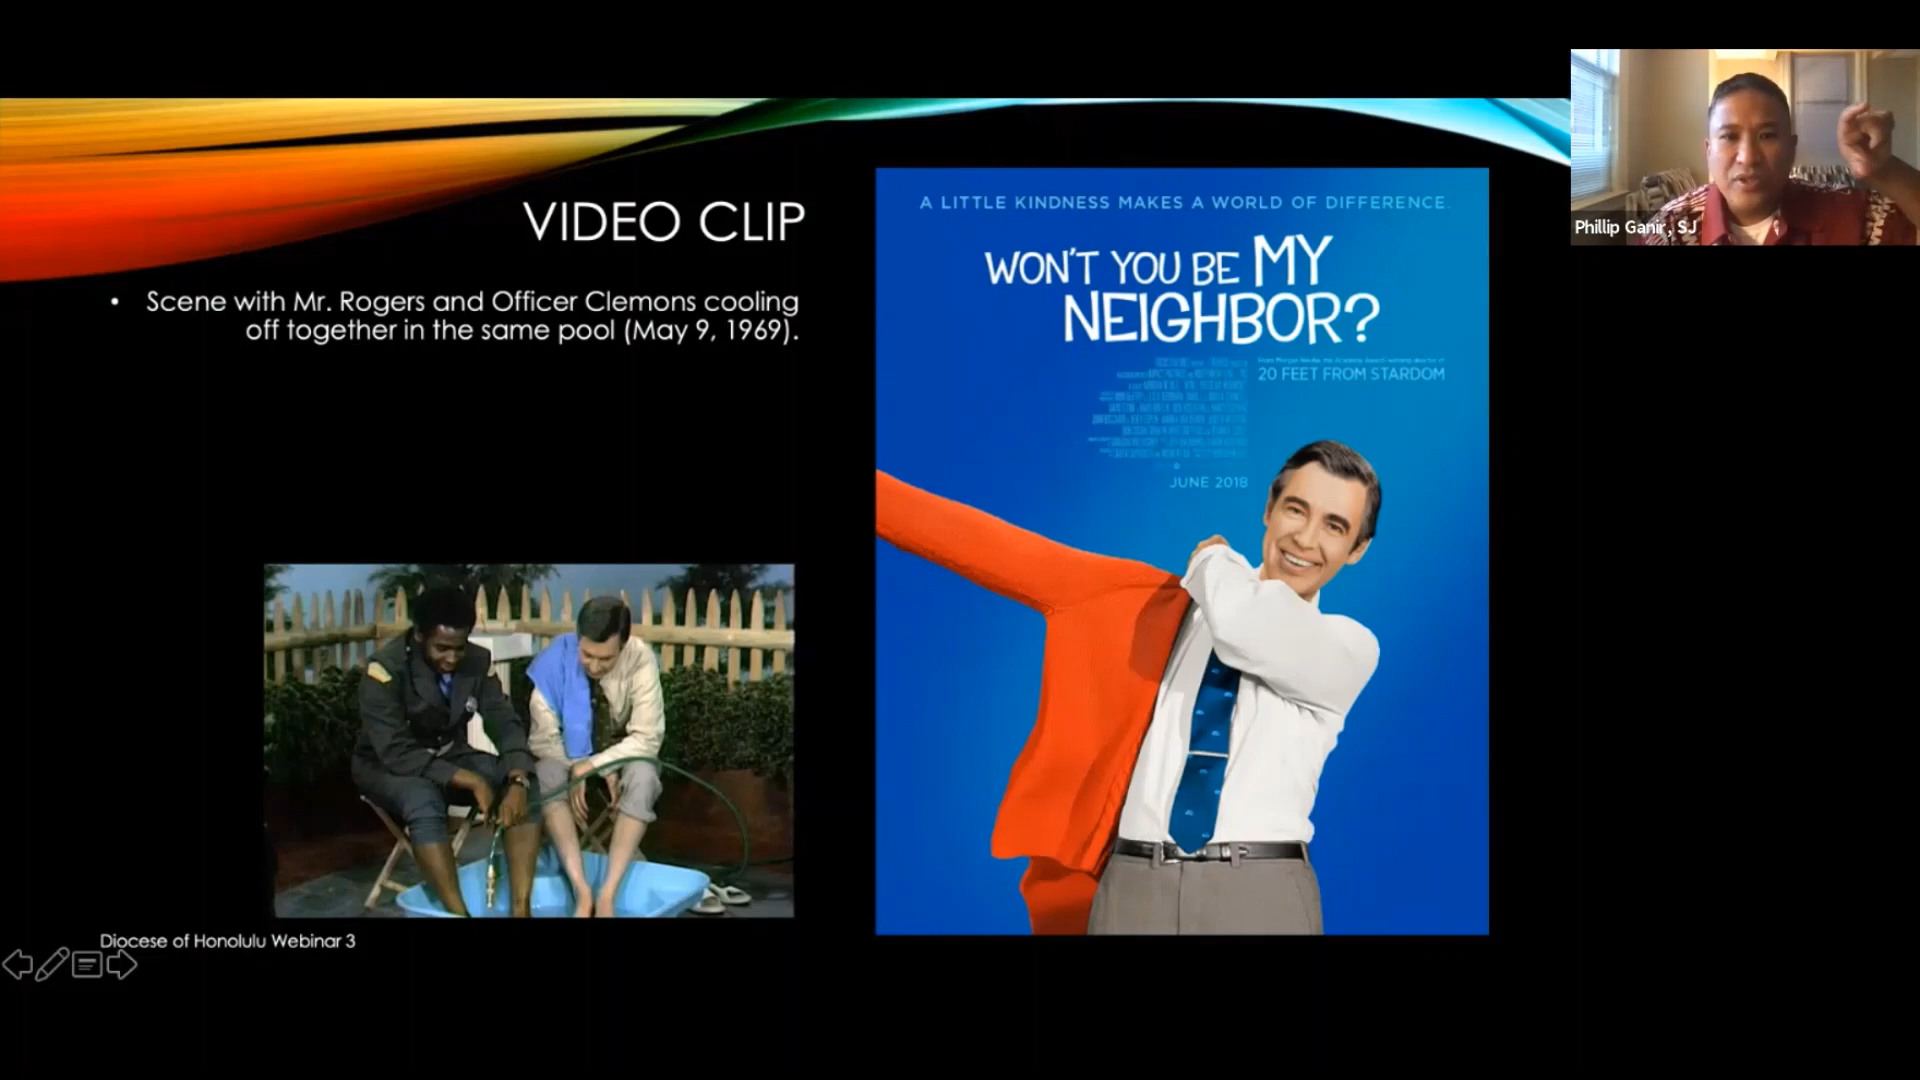 VIDEO CLIP
• Scene with Mr. Rogers and Officer Clemons cooling
off together in the same pool (May 9, 1969).
Diocese of Honolulu Webinar 3
A LITTLE KINDNESS MAKES A WORLD OF DIFFERENCE.
WON'T YOU BE MY
NEIGHBOR?
20 FEET FROM STARDOM
JUNE 2018
Phillip Ganir, SJ